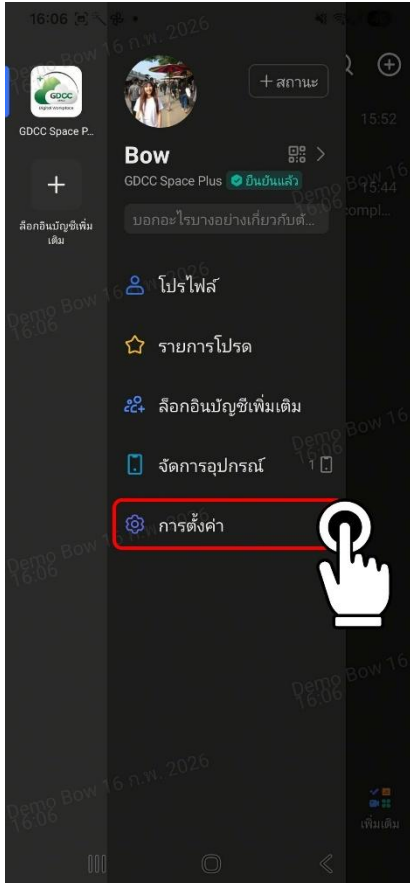 16:06
GDCC
digital workplace
GDCC Space P...
ล็อกอินบัญชีเพิ่ม
เติม
+ สถานะ
Bow
GDCC Space Plus ยืนยันแล้ว
บอกอะไรบางอย่างเกี่ยวกับตั...
โปรไฟล์
รายการโปรด
ล็อกอินบัญชีเพิ่มเติม
จัดการอุปกรณ์ 1
การตั้งค่า
15:52
15:44
compl...
เพิ่มเติม
Demo Bow 16 ก.พ. 2026
16:06